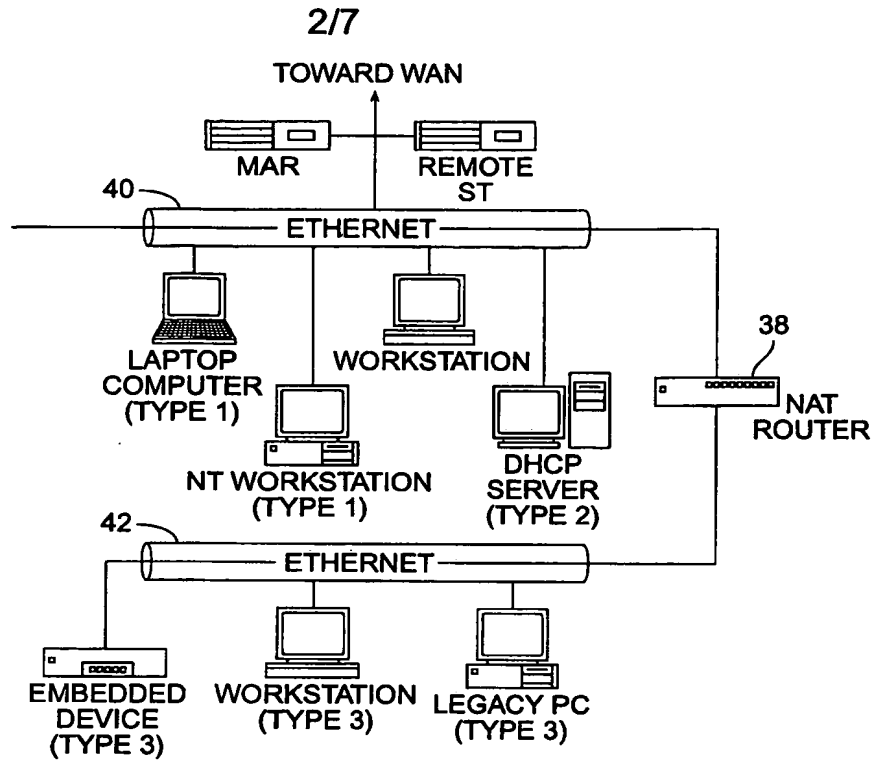 2/7
TOWARD WAN
MAR
REMOTE
ST
40
ETHERNET
LAPTOP
COMPUTER
(TYPE 1)
WORKSTATION
38
NAT
ROUTER
NT WORKSTATION
(TYPE 1)
DHCP
SERVER
(TYPE 2)
42
ETHERNET
EMBEDDED
DEVICE
(TYPE 3)
WORKSTATION
(TYPE 3)
LEGACY PC
(TYPE 3)